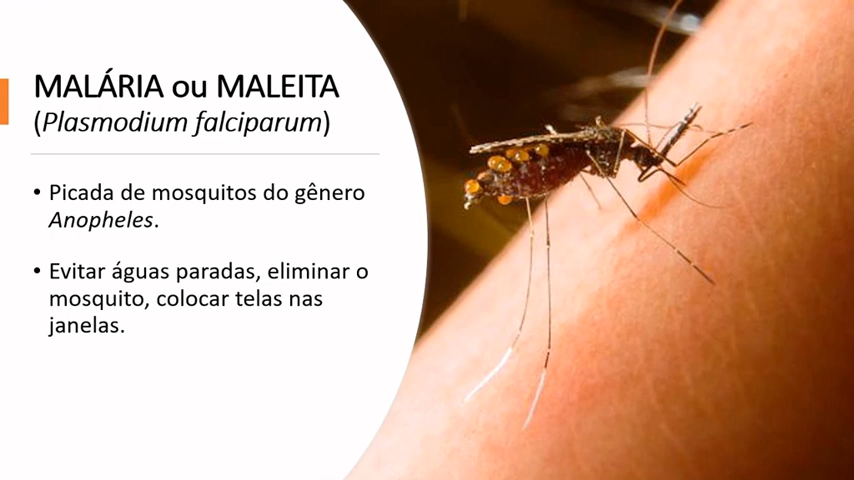 MALÁRIA ou MALEITA
(Plasmodium falciparum)
• Picada de mosquitos do gênero
Anopheles.
• Evitar águas paradas, eliminar o
mosquito, colocar telas nas
janelas.